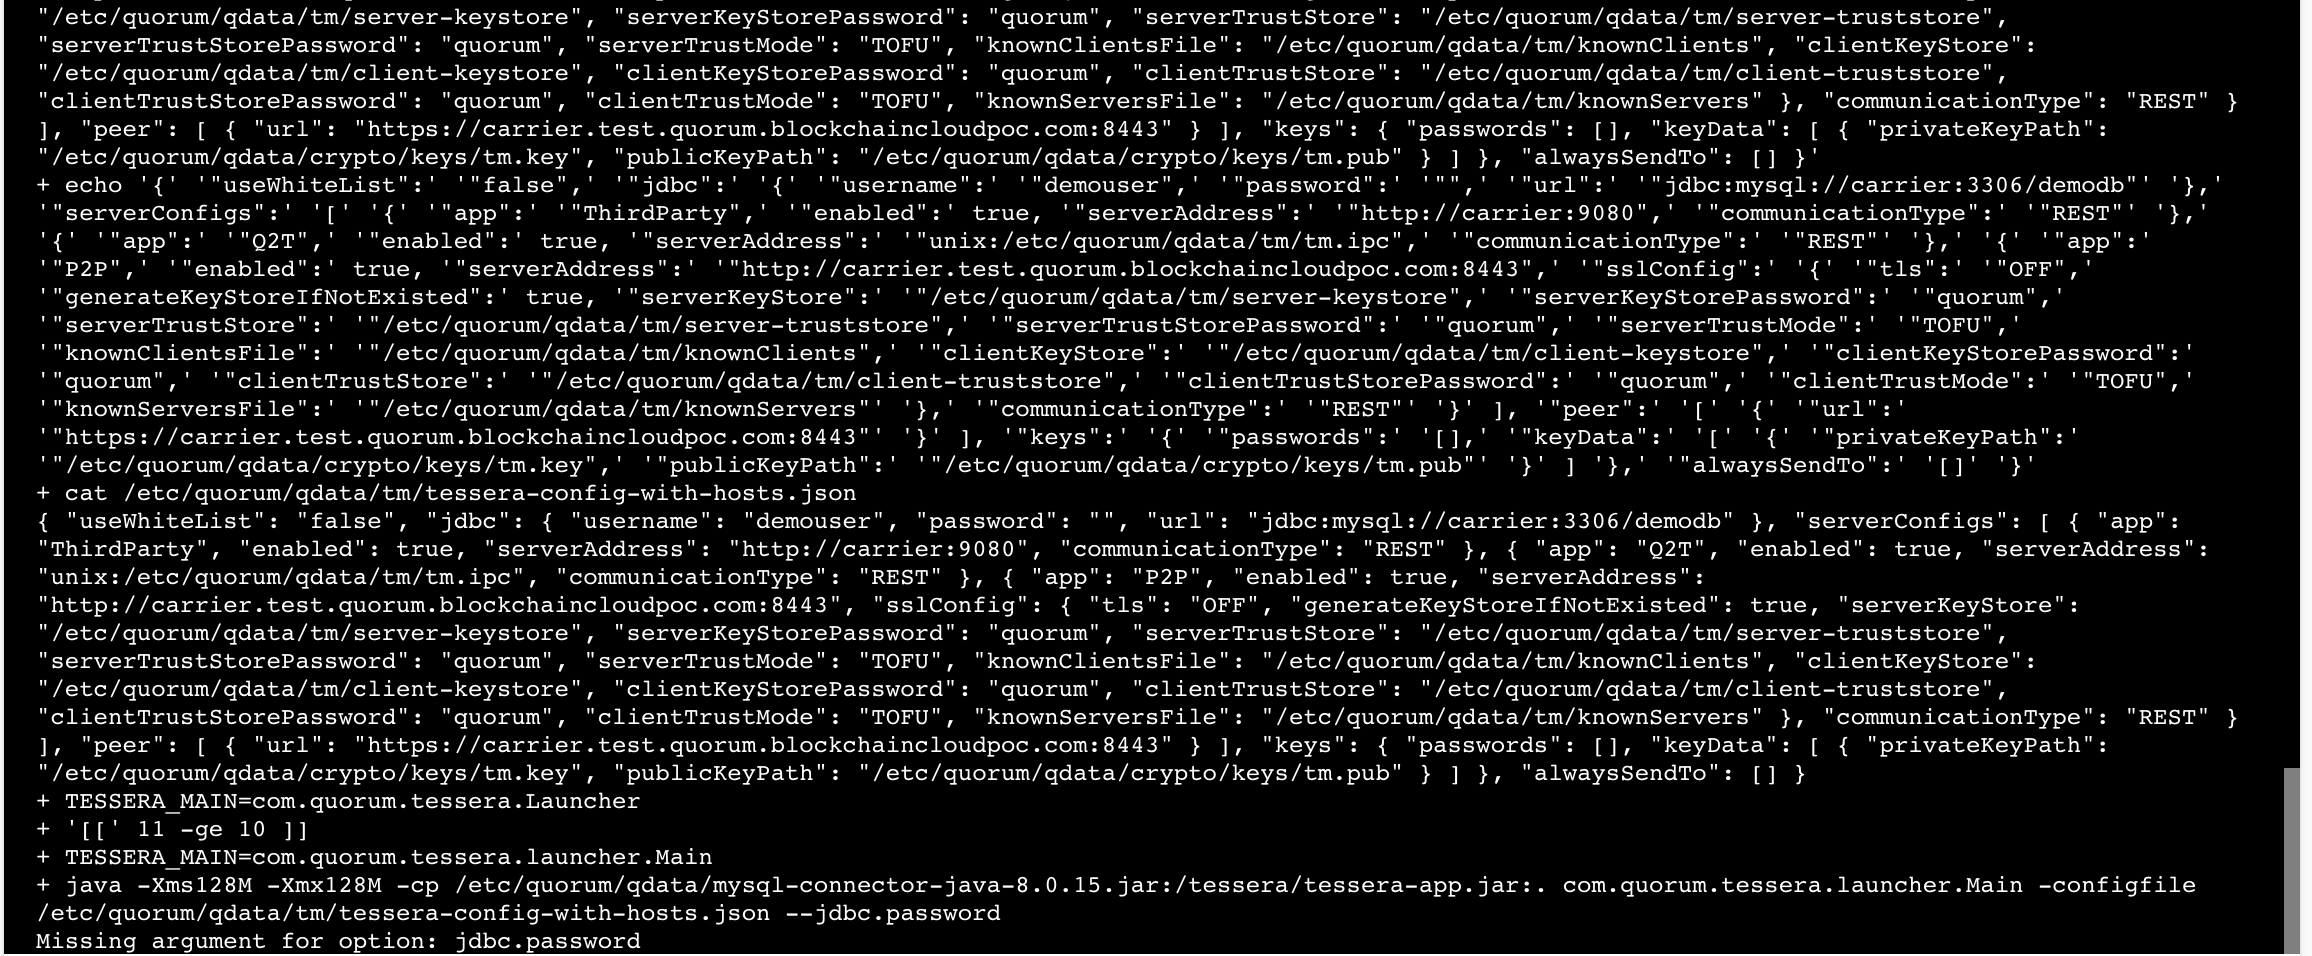 "/etc/quorum/qdata/tm/server-keystore", "serverKeyStorePassword": "quorum", "serverTrustStore": "/etc/quorum/qdata/tm/server-truststore",
"serverTrustStorePassword": "quorum", "serverTrustMode": "TOFU", "knownClientsFile": "/etc/quorum/qdata/tm/knownClients", "clientKeyStore":
"/etc/quorum/qdata/tm/client-keystore", "clientKeyStorePassword": "quorum", "clientTrustStore": "/etc/quorum/qdata/tm/client-truststore",
"clientTrustStorePassword": "quorum", "clientTrustMode": "TOFU", "knownServersFile": "/etc/quorum/qdata/tm/knownServers" }, "communicationType": "REST" }
], "peer": [ { "url": "https://carrier.test.quorum.blockchaincloudpoc.com:8443" } ], "keys": { "passwords": [], "keyData": [ { "privateKeyPath":
"/etc/quorum/qdata/crypto/keys/tm.key", "publicKeyPath": "/etc/quorum/qdata/crypto/keys/tm.pub" } ] }, "alwaysSendTo": [] }'
+ echo '{' '"useWhiteList":' '"false",' '"jdbc":' '{' '"username":' '"demouser",' '"password":' '"",' '"url":' '"jdbc:mysql://carrier:3306/demodb"' '},'
'"serverConfigs":' '[' '{' '"app":' '"ThirdParty",' '"enabled":' true, '"serverAddress":' '"http://carrier:9080",' '"communicationType":' '"REST"' '},'
'{' '"app":' '"Q2T",' '"enabled":' true, '"serverAddress":' '"unix:/etc/quorum/qdata/tm/tm.ipc",' '"communicationType":' '"REST"' '},' '{' '"app":'
'"P2P",' '"enabled":' true, '"serverAddress":' '"http://carrier.test.quorum.blockchaincloudpoc.com:8443",' '"sslConfig":' '{' '"tls":' '"OFF",'
'"generateKeyStoreIfNotExisted":' true, '"serverKeyStore":' '"/etc/quorum/qdata/tm/server-keystore",' '"serverKeyStorePassword":' '"quorum",'
'"serverTrustStore":' '"/etc/quorum/qdata/tm/server-truststore",' '"serverTrustStorePassword":' '"quorum",' '"serverTrustMode":' '"TOFU",'
'"knownClientsFile":' '"/etc/quorum/qdata/tm/knownClients",' '"clientKeyStore":' '"/etc/quorum/qdata/tm/client-keystore",' '"clientKeyStorePassword":'
'"quorum",' '"clientTrustStore":' '"/etc/quorum/qdata/tm/client-truststore",' '"clientTrustStorePassword":' '"quorum",' '"clientTrustMode":' '"TOFU",'
'"knownServersFile":' '"/etc/quorum/qdata/tm/knownServers"' '},' '"communicationType":' '"REST"' '}' ], '"peer":' '[' '{' '"url":'
'"https://carrier.test.quorum.blockchaincloudpoc.com:8443"' '}' ], '"keys":' '{' '"passwords":' '[],' '"keyData":' '[' '{' '"privateKeyPath":'
'"/etc/quorum/qdata/crypto/keys/tm.key",' '"publicKeyPath":' '"/etc/quorum/qdata/crypto/keys/tm.pub"' '}' ] '},' '"alwaysSendTo":' '[]' '}'
+ cat /etc/quorum/qdata/tm/tessera-config-with-hosts.json
{ "useWhiteList": "false", "jdbc": { "username": "demouser", "password": "", "url": "jdbc:mysql://carrier:3306/demodb" }, "serverConfigs": [ { "app":
"ThirdParty", "enabled": true, "serverAddress": "http://carrier:9080", "communicationType": "REST" }, { "app": "Q2T", "enabled": true, "serverAddress":
"unix:/etc/quorum/qdata/tm/tm.ipc", "communicationType": "REST" }, { "app": "P2P", "enabled": true, "serverAddress":
"http://carrier.test.quorum.blockchaincloudpoc.com:8443", "sslConfig": { "tls": "OFF", "generateKeyStoreIfNotExisted": true, "serverKeyStore":
"/etc/quorum/qdata/tm/server-keystore", "serverKeyStorePassword": "quorum", "serverTrustStore": "/etc/quorum/qdata/tm/server-truststore",
"serverTrustStorePassword": "quorum", "serverTrustMode": "TOFU", "knownClientsFile": "/etc/quorum/qdata/tm/knownClients", "clientKeyStore":
"/etc/quorum/qdata/tm/client-keystore", "clientKeyStorePassword": "quorum", "clientTrustStore": "/etc/quorum/qdata/tm/client-truststore",
"clientTrustStorePassword": "quorum", "clientTrustMode": "TOFU", "knownServersFile": "/etc/quorum/qdata/tm/knownServers" }, "communicationType": "REST" }
], "peer": [ { "url": "https://carrier.test.quorum.blockchaincloudpoc.com:8443" } ], "keys": { "passwords": [], "keyData": [ { "privateKeyPath":
"/etc/quorum/qdata/crypto/keys/tm.key", "publicKeyPath": "/etc/quorum/qdata/crypto/keys/tm.pub" } ] }, "alwaysSendTo": [] }
+ TESSERA_MAIN=com.quorum.tessera.Launcher
+ '[[' 11 -ge 10 ]]
+ TESSERA_MAIN=com.quorum.tessera.launcher.Main
+ java -Xms128M -Xmx128M -cp /etc/quorum/qdata/mysql-connector-java-8.0.15.jar:/tessera/tessera-app.jar:. com.quorum.tessera.launcher.Main -configfile
/etc/quorum/qdata/tm/tessera-config-with-hosts.json --jdbc.password
Missing argument for option: jdbc.password